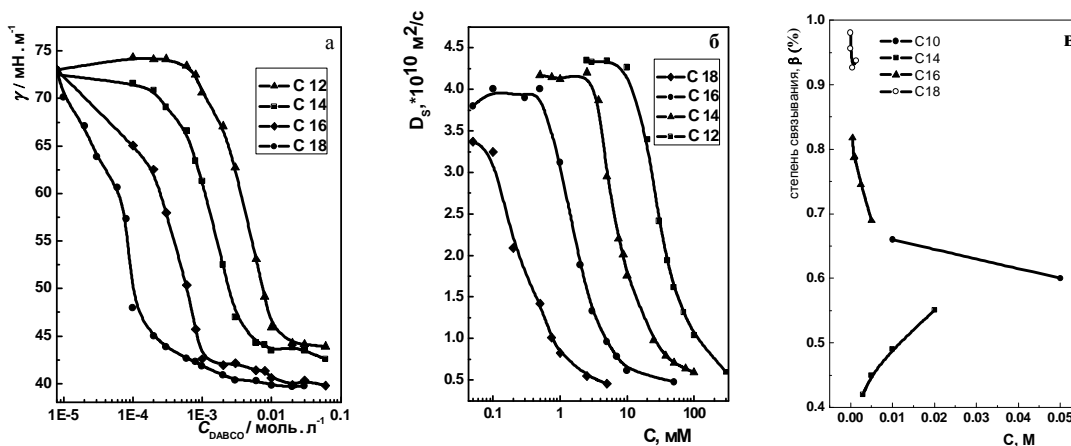 а
γ / мН. м⁻¹
75
70
65
60
55
50
45
40
1E-5
1E-4
1E-3
0.01
0.1
C DABCO / моль . л⁻¹
C 12
C 14
C 16
C 18
б
D_S,*10¹⁰ м²/с
4.5
4.0
3.5
3.0
2.5
2.0
1.5
1.0
0.5
0.1
1
10
100
C, мМ
C 18
C 16
C 14
C 12
в
степень связывания, β (%)
1.0
0.9
0.8
0.7
0.6
0.5
0.4
0.00
0.01
0.02
0.03
0.04
0.05
C, M
C10
C14
C16
C18